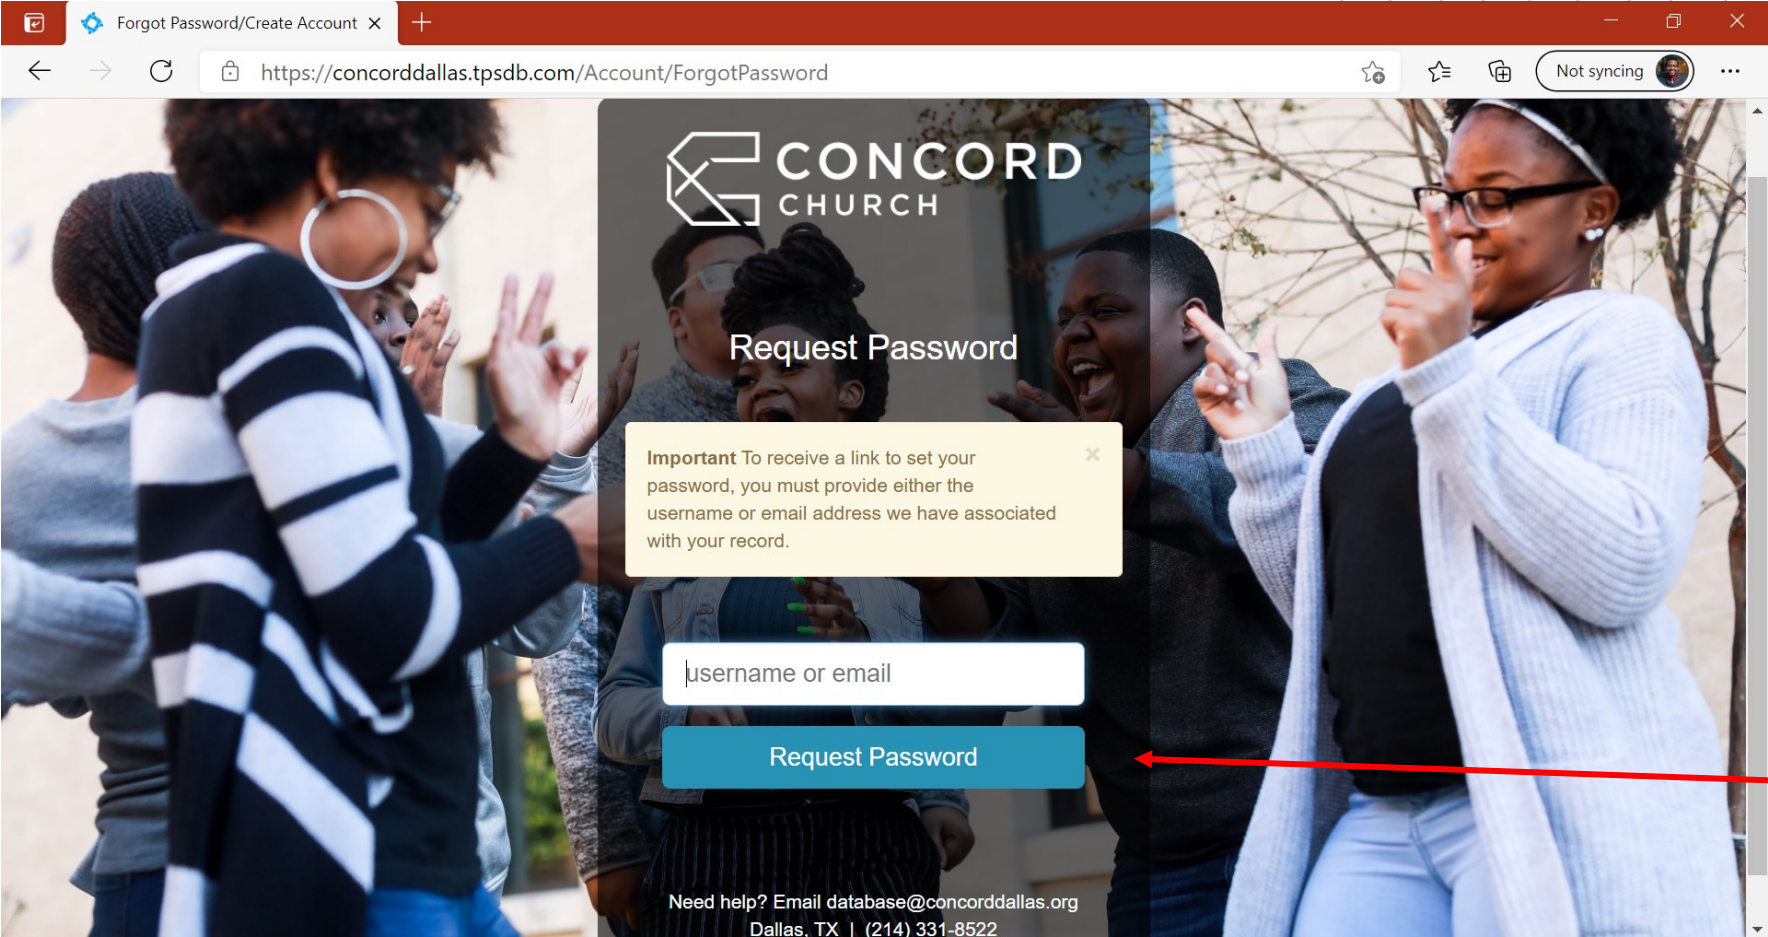 Forgot Password/Create Account
https://concorddallas.tpsdb.com/Account/ForgotPassword
Not syncing
CONCORD
CHURCH
Request Password
Important To receive a link to set your
password, you must provide either the
username or email address we have associated
with your record.
username or email
Request Password
Need help? Email database@concorddallas.org
Dallas, TX | (214) 331-8522